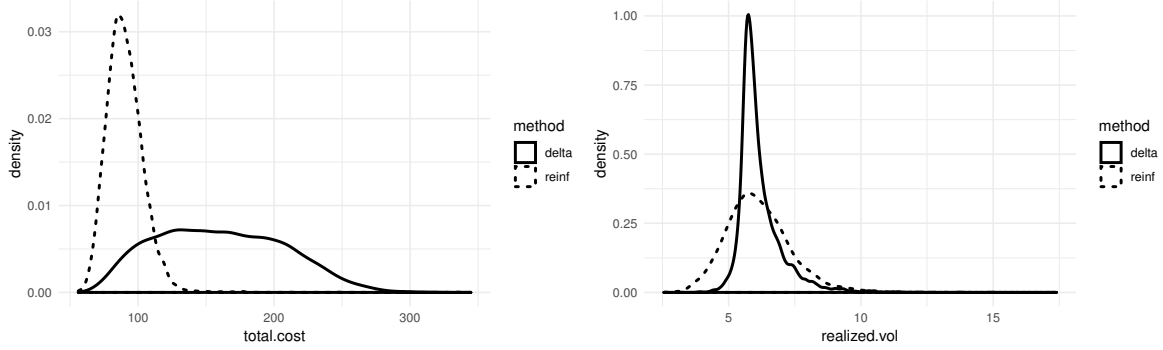 0.03
0.02
0.01
0.00
density
100
200
300
total.cost
method
delta
reinf
1.00
0.75
0.50
0.25
0.00
density
5
10
15
realized.vol
method
delta
reinf